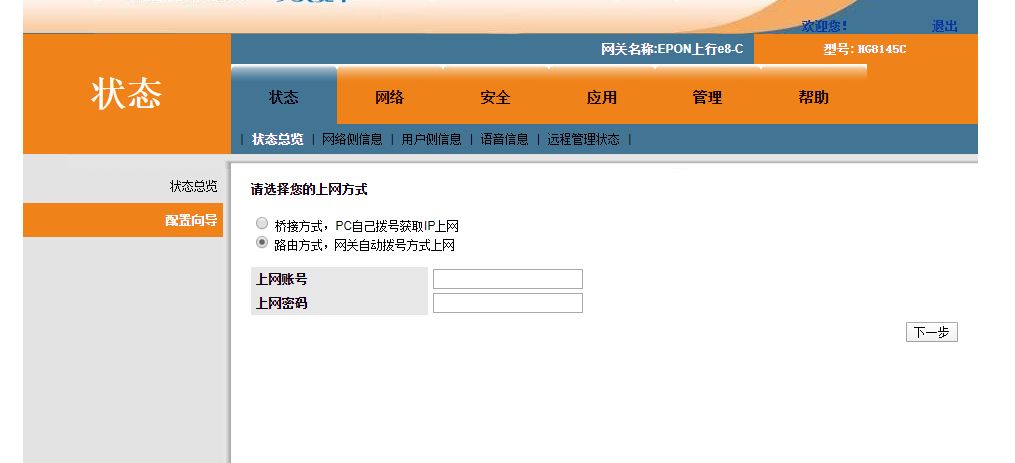 欢迎您! 退出
网关名称:EPON上行e8-C 型号: HG8145C
状态
状态 网络 安全 应用 管理 帮助
| 状态总览 | 网络侧信息 | 用户侧信息 | 语音信息 | 远程管理状态 |
状态总览
配置向导
请选择您的上网方式
桥接方式，PC自己拨号获取IP上网
路由方式，网关自动拨号方式上网
上网账号
上网密码
下一步